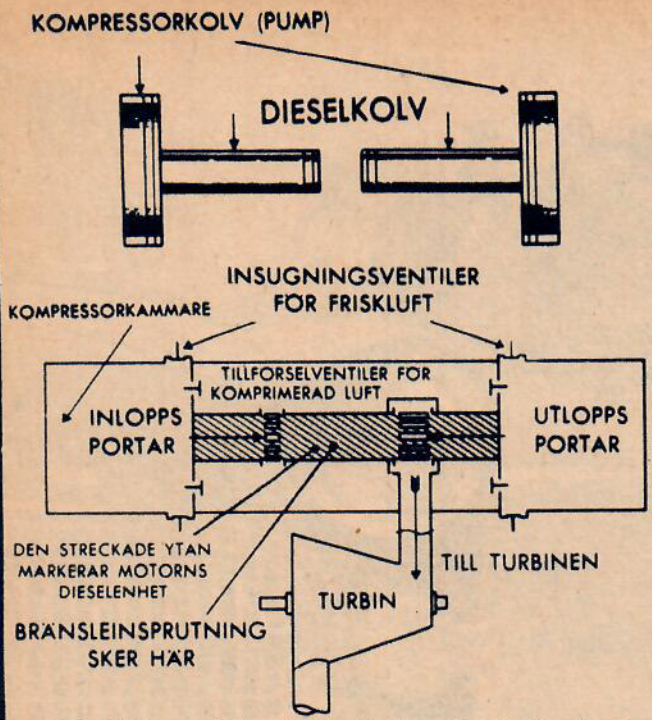 KOMPRESSORKOLV (PUMP)
DIESELKOLV
INSUGNINGSVENTILER
FÖR FRISKLUFT
KOMPRESSORKAMMARE
TILLFÖRSELVENTILER FÖR
KOMPRIMERAD LUFT
INLOPPS
PORTAR
UTLOPPS
PORTAR
DEN STRECKADE YTAN
MARKERAR MOTORNS
DIESELENHET
TILL TURBINEN
TURBIN
BRÄNSLEINSPRUTNING
SKER HÄR